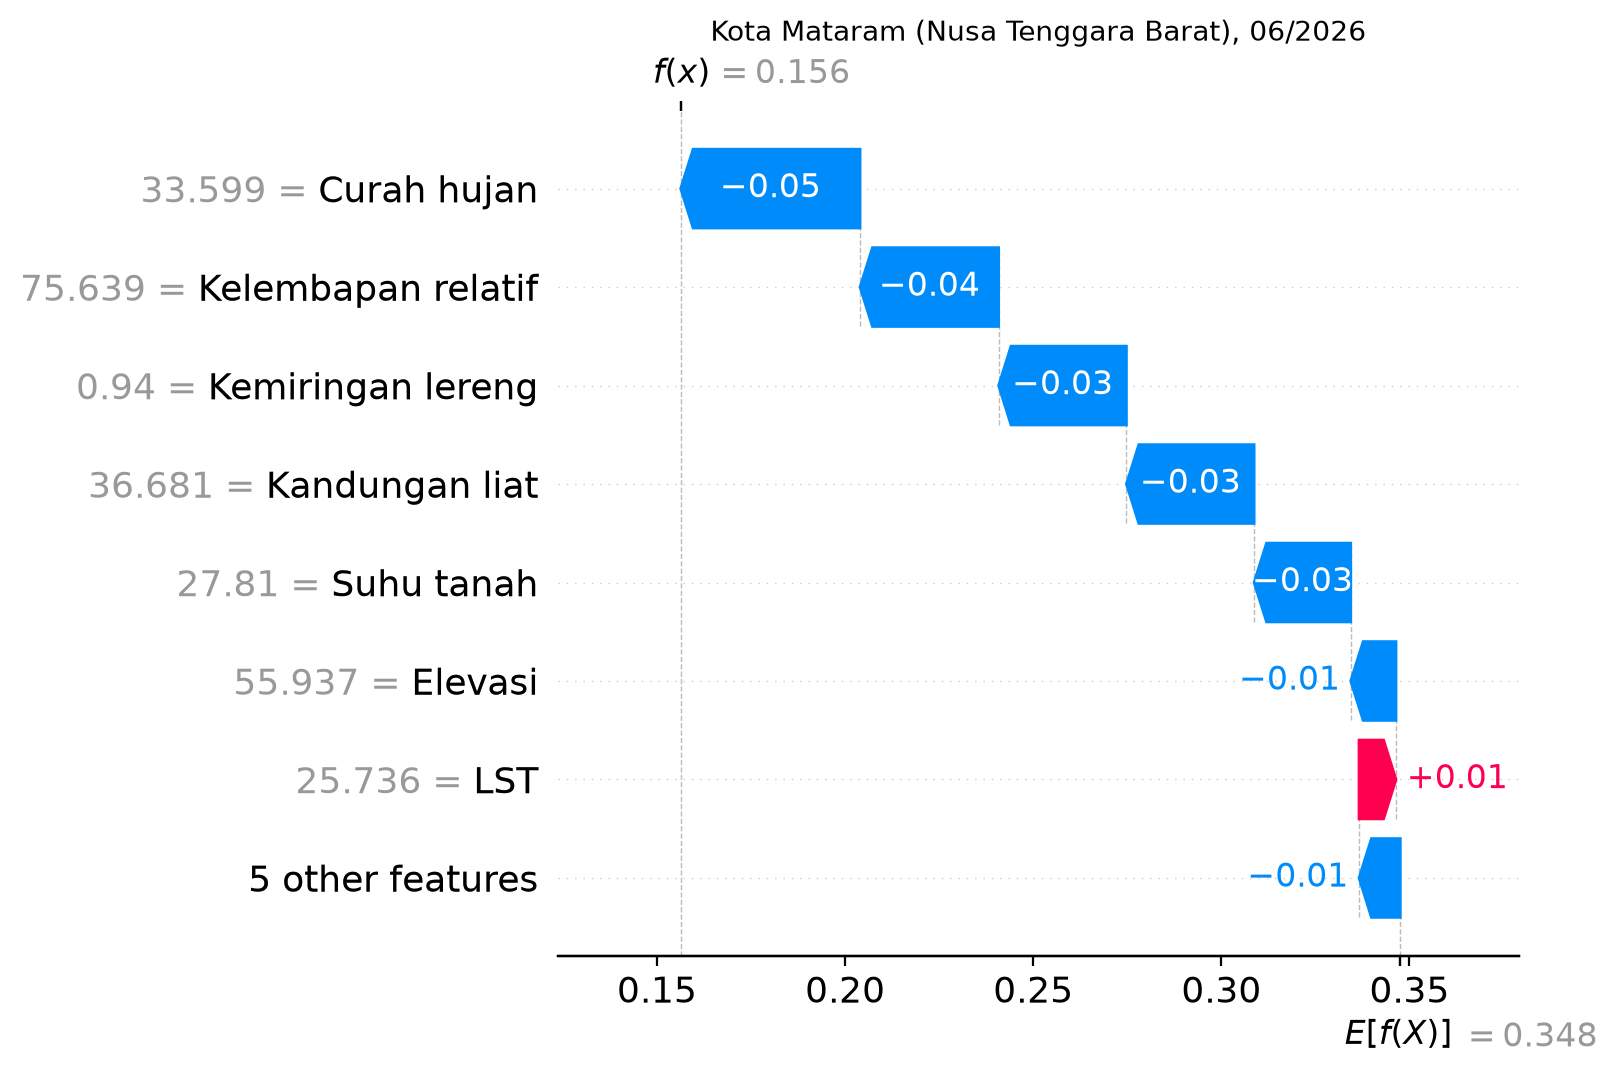 Kota Mataram (Nusa Tenggara Barat), 06/2026
f(x) = 0.156
33.599 = Curah hujan −0.05
75.639 = Kelembapan relatif −0.04
0.94 = Kemiringan lereng −0.03
36.681 = Kandungan liat −0.03
27.81 = Suhu tanah −0.03
55.937 = Elevasi −0.01
25.736 = LST +0.01
5 other features −0.01
0.15 0.20 0.25 0.30 0.35
E[f(X)] = 0.348